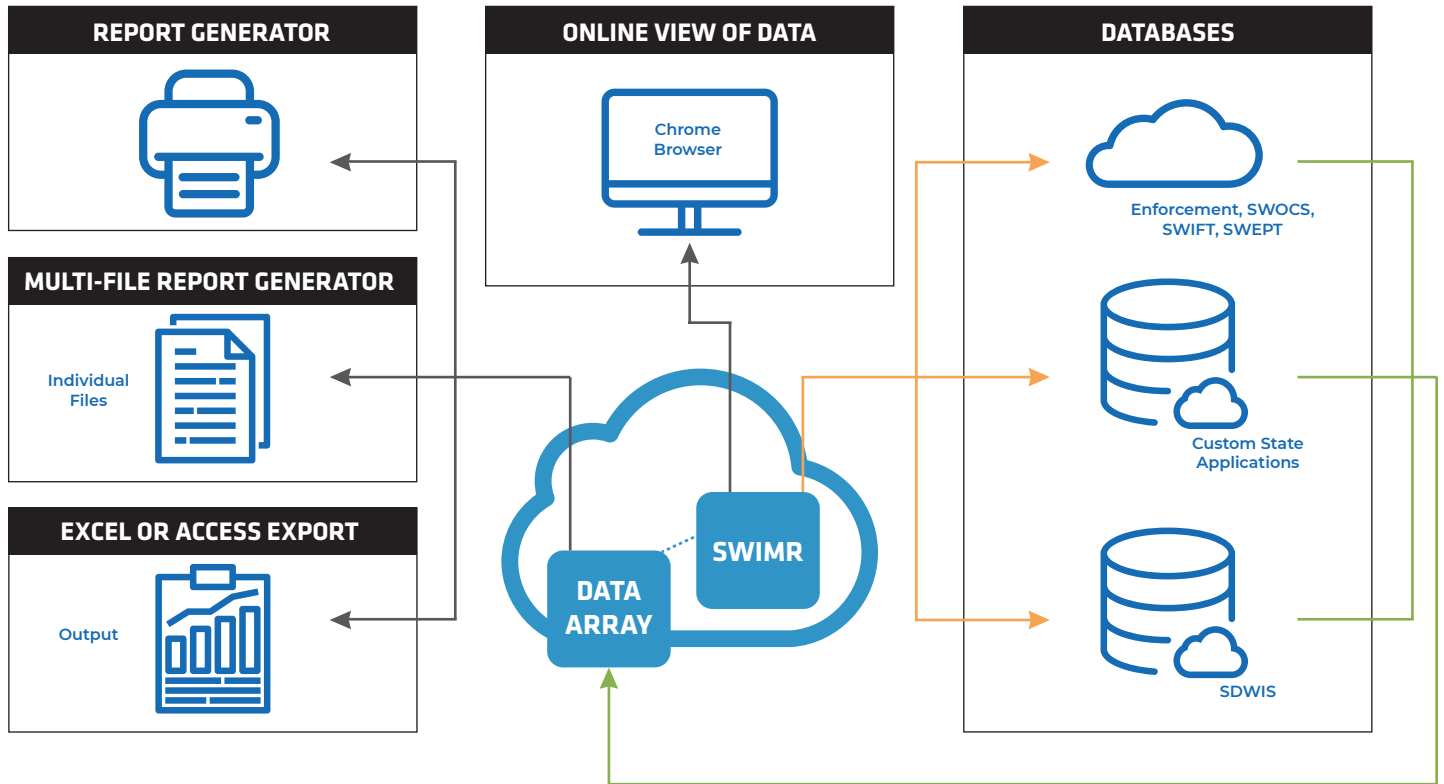 REPORT GENERATOR
MULTI-FILE REPORT GENERATOR
Individual
Files
EXCEL OR ACCESS EXPORT
Output
ONLINE VIEW OF DATA
Chrome
Browser
SWIMR
DATA
ARRAY
DATABASES
Enforcement, SWOCS,
SWIFT, SWEPT
Custom State
Applications
SDWIS